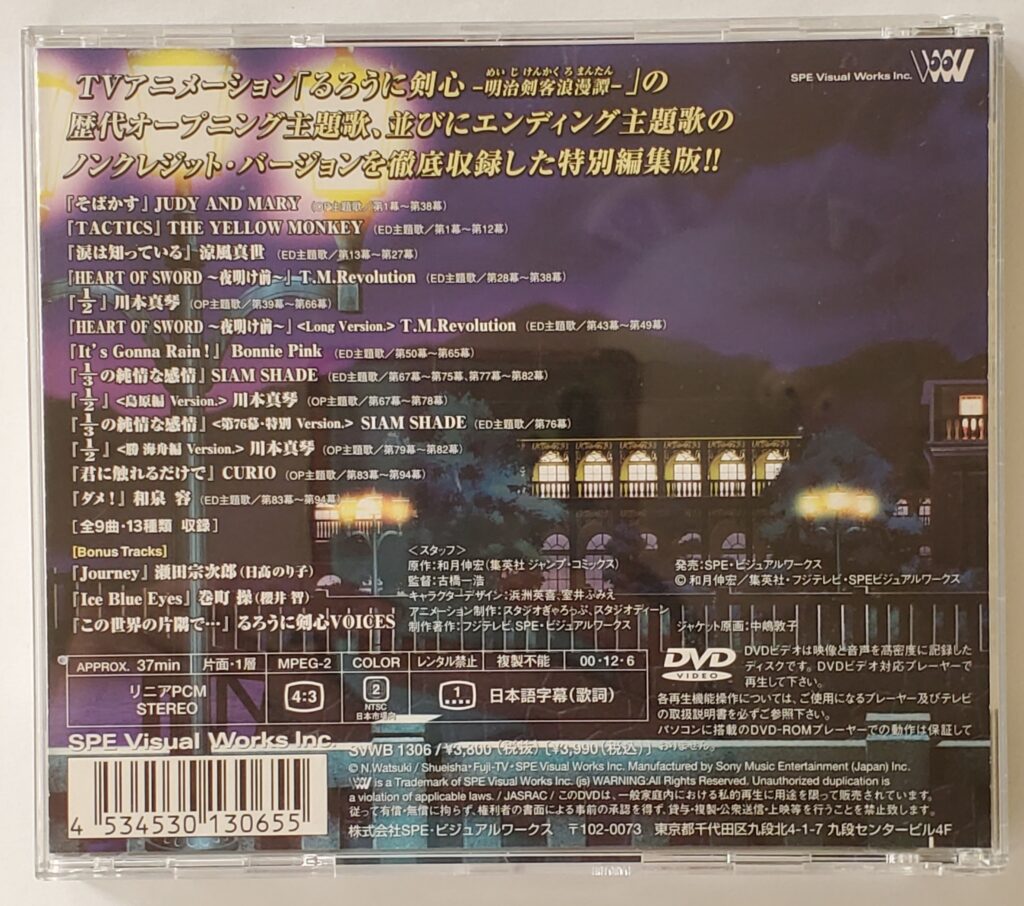 SPE Visual Works Inc.
めいじけんかくろまんたん
TVアニメーション「るろうに剣心 -明治剣客浪漫譚-」の
歴代オープニング主題歌、並びにエンディング主題歌の
ノンクレジット・バージョンを徹底収録した特別編集版!!
『そばかす』JUDY AND MARY (OP主題歌/第1幕〜第38幕)
『TACTICS』THE YELLOW MONKEY (ED主題歌/第1幕〜第12幕)
『涙は知っている』涼風真世 (ED主題歌/第13幕〜第27幕)
『HEART OF SWORD 〜夜明け前〜』T.M.Revolution (ED主題歌/第28幕〜第38幕)
『1/2』川本真琴 (OP主題歌/第39幕〜第66幕)
『HEART OF SWORD 〜夜明け前〜』<Long Version.> T.M.Revolution (ED主題歌/第43幕〜第49幕)
『It's Gonna Rain!』 Bonnie Pink (ED主題歌/第50幕〜第65幕)
『1/3の純情な感情』SIAM SHADE (ED主題歌/第67幕〜第75幕、第77幕〜第82幕)
『1/2』<島原編 Version.> 川本真琴 (OP主題歌/第67幕〜第78幕)
『1/3の純情な感情』<第76幕・特別 Version.> SIAM SHADE (ED主題歌/第76幕)
『1/2』<勝 海舟編 Version.> 川本真琴 (OP主題歌/第79幕〜第82幕)
『君に触れるだけで』CURIO (OP主題歌/第83幕〜第94幕)
『ダメ!』和泉 容 (ED主題歌/第83幕〜第94幕)
[全9曲・13種類 収録]
[Bonus Tracks]
『Journey』瀬田宗次郎(日高のり子)
『Ice Blue Eyes』巻町 操(櫻井 智)
『この世界の片隅で…』るろうに剣心VOICES
<スタッフ>
原作:和月伸宏(集英社 ジャンプ・コミックス)
監督:古橋一浩
キャラクターデザイン:浜洲英喜、室井ふみえ
アニメーション制作:スタジオぎゃろっぷ、スタジオディーン
制作著作:フジテレビ、SPE・ビジュアルワークス
発売:SPE・ビジュアルワークス
©和月伸宏/集英社・フジテレビ・SPEビジュアルワークス
ジャケット原画:中嶋敦子
APPROX. 37min 片面・1層 MPEG-2 COLOR レンタル禁止 複製不能 00・12・6
リニアPCM
STEREO
4:3
2
NTSC
日本市場向
1
日本語字幕(歌詞)
DVD
VIDEO
DVDビデオは映像と音声を高密度に記録した
ディスクです。DVDビデオ対応プレーヤーで
再生して下さい。
各再生機能操作については、ご使用になるプレーヤー及びテレビ
の取扱説明書を必ずご参照下さい。
パソコンに搭載のDVD-ROMプレーヤーでの動作は保証して
おりません。
SPE Visual Works Inc.
SVWB 1306/¥3,800(税抜)〔¥3,990(税込)〕
© N.Watsuki / Shueisha・Fuji-TV・SPE Visual Works Inc. Manufactured by Sony Music Entertainment (Japan) Inc.
is a Trademark of SPE Visual Works Inc. (js) WARNING:All Rights Reserved. Unauthorized duplication is
a violation of applicable laws. / JASRAC / このDVDは、一般家庭内における私的再生に用途を限って販売されています。
従って有信・無償に拘らず、権利者の書面による事前の承認を得ず、貸与・複製・公衆送信・上映等を行うことを禁止致します。
株式会社SPE・ビジュアルワークス 〒102-0073 東京都千代田区九段北4-1-7 九段センタービル4F
4 534530 130655